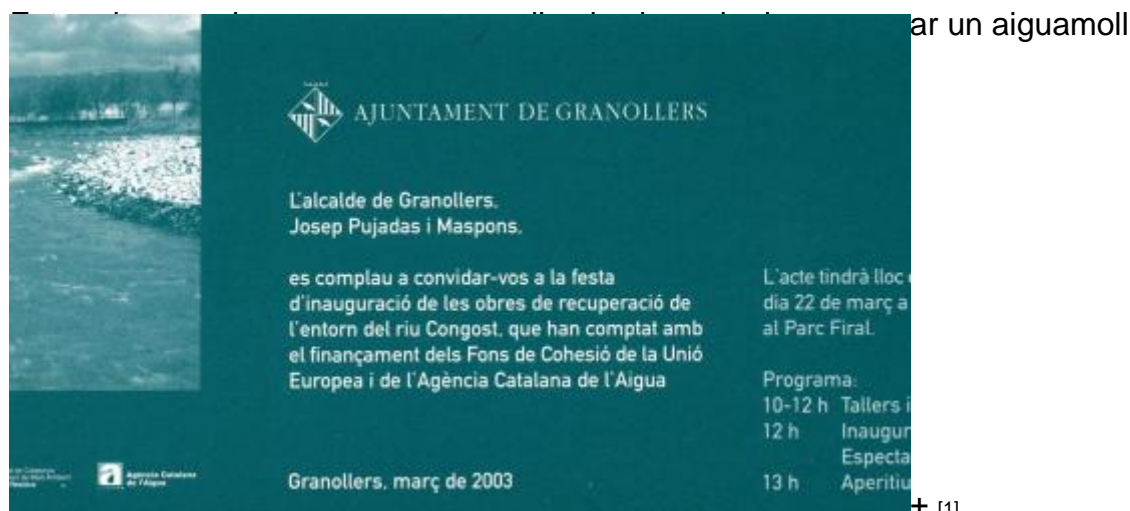 ar un aiguamoll
AJUNTAMENT DE GRANOLLERS
L'alcalde de Granollers,
Josep Pujadas i Maspons,
es complau a convidar-vos a la festa
d'inauguració de les obres de recuperació de
l'entorn del riu Congost, que han comptat amb
el finançament dels Fons de Cohesió de la Unió
Europea i de l'Agència Catalana de l'Aigua
Granollers, març de 2003
L'acte tindrà lloc
dia 22 de març a
al Parc Firal.
Programa:
10-12 h Tallers i
12 h Inaugur
Especta
13 h Aperitiu
Agència Catalana
de l'Aigua
+ [1]